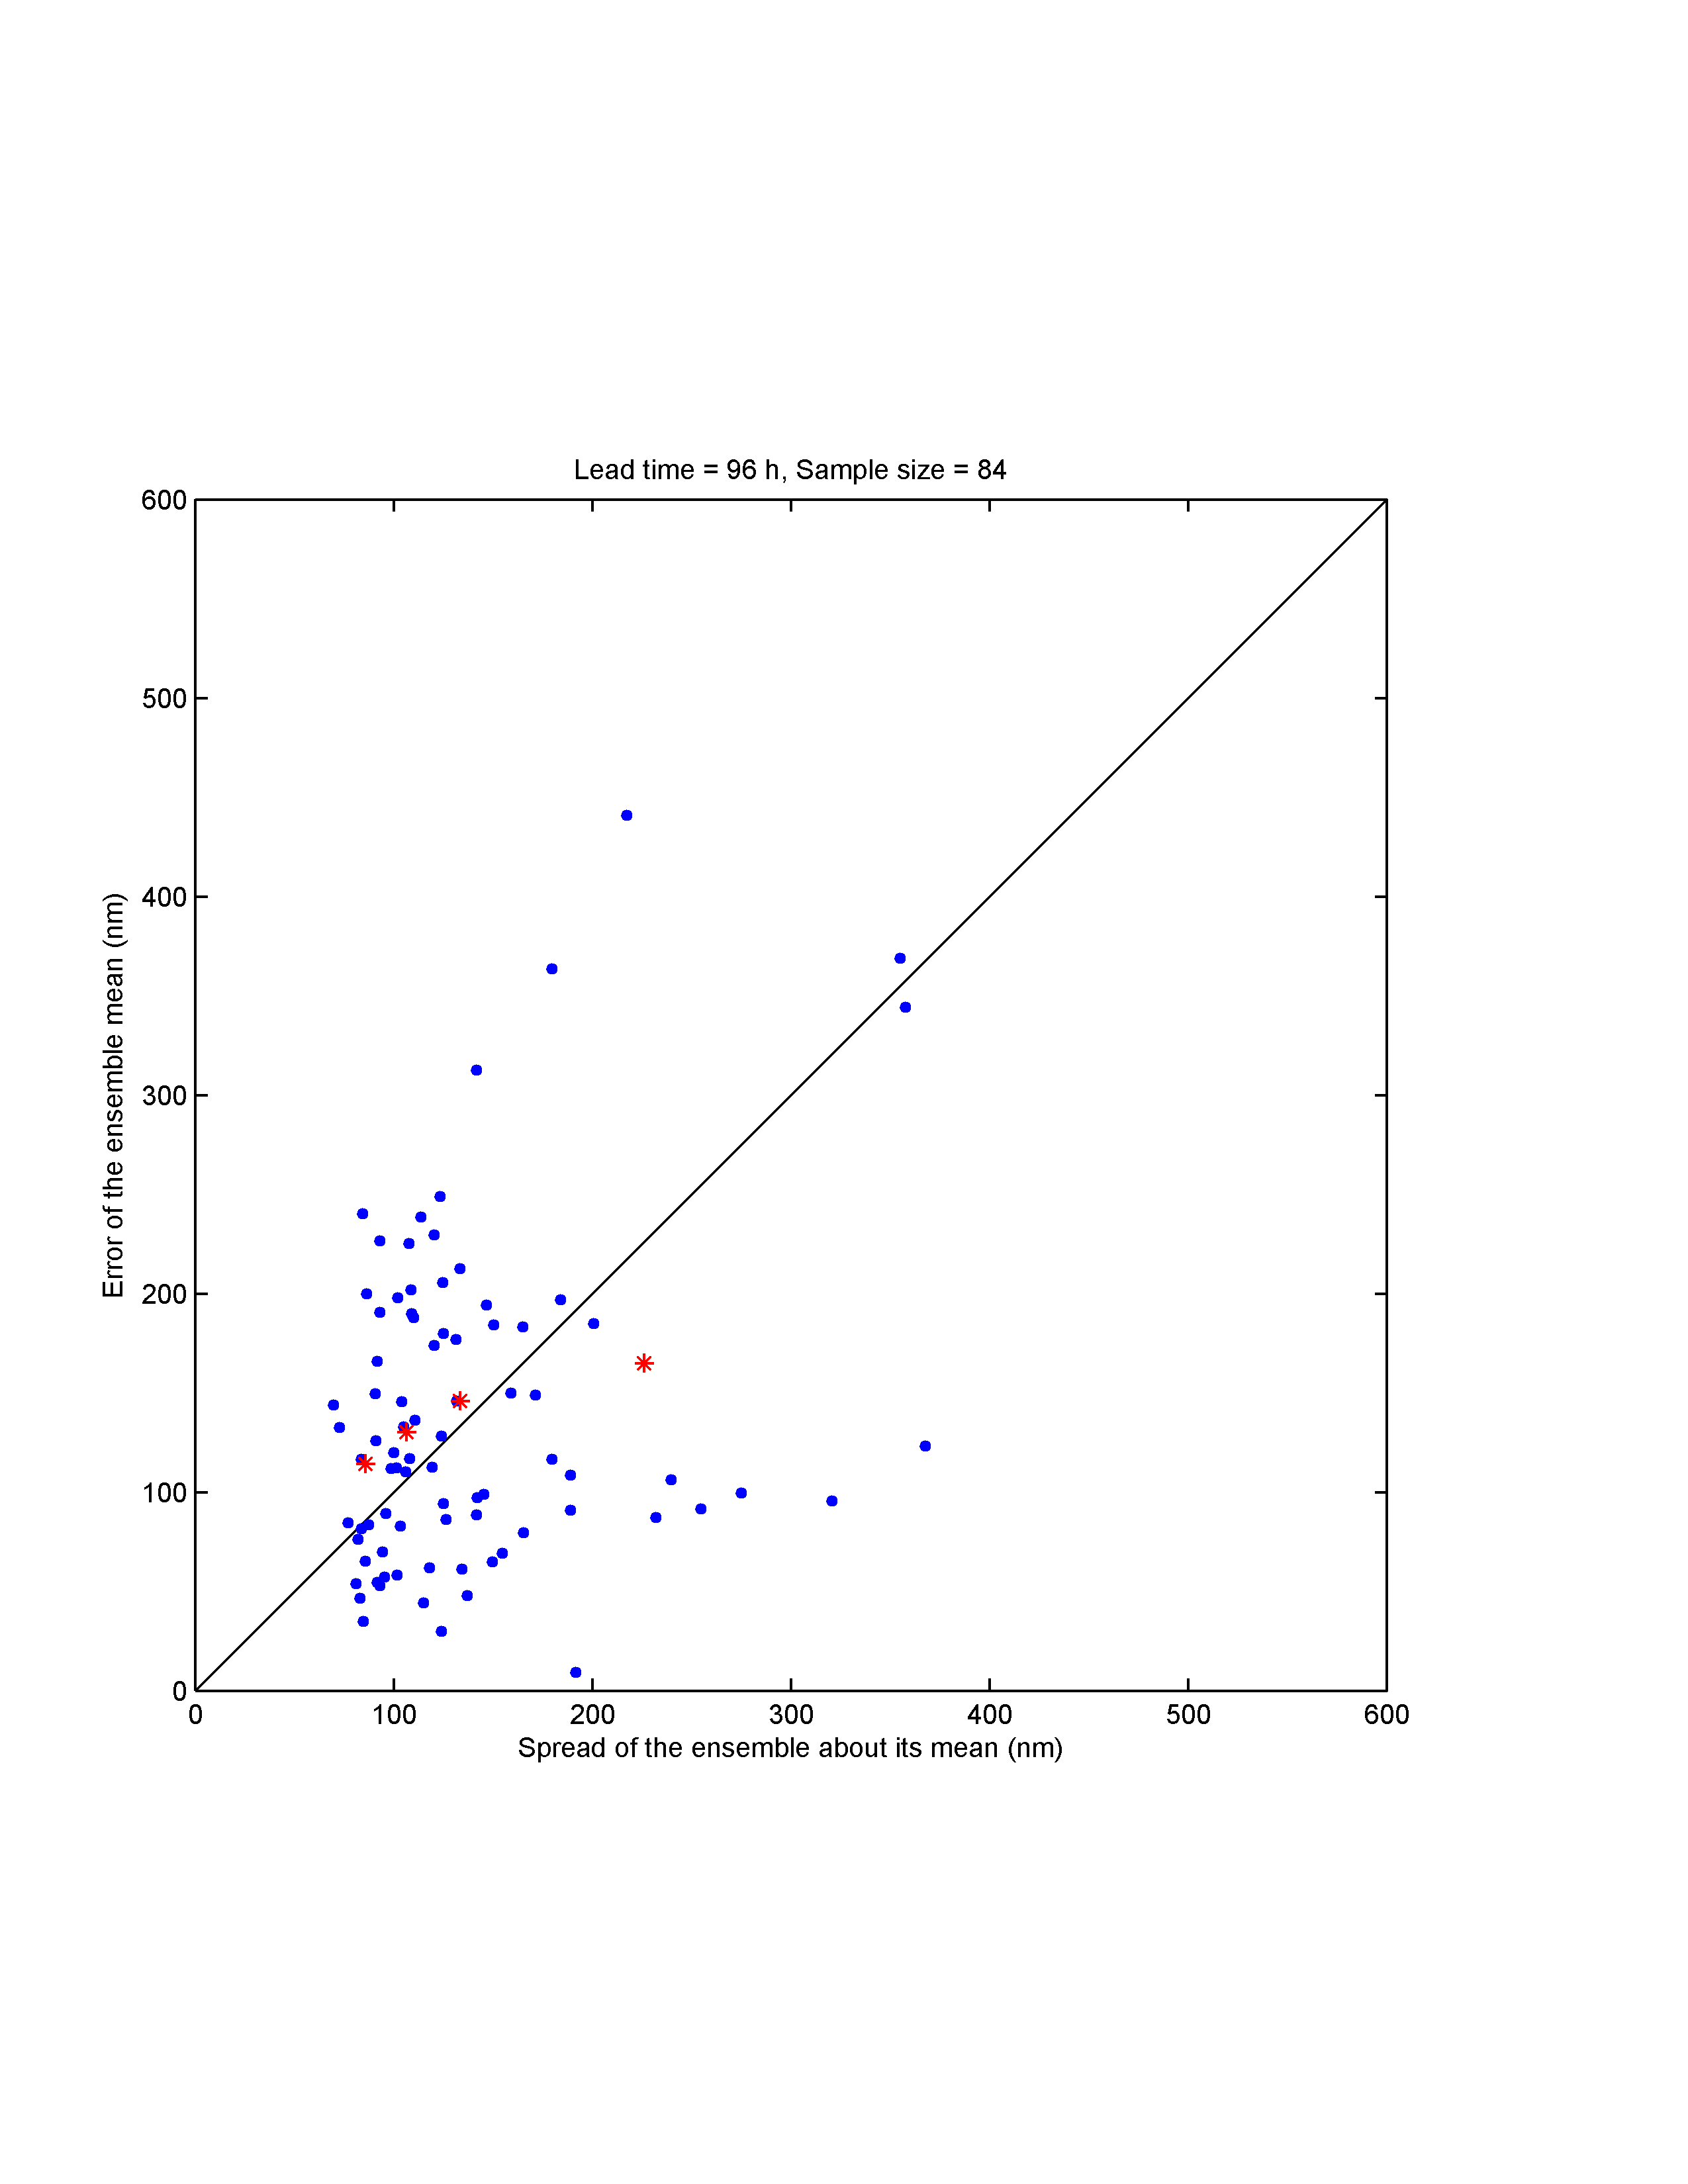 Lead time = 96 h, Sample size = 84
600
500
400
300
200
100
0
Error of the ensemble mean (nm)
0 100 200 300 400 500 600
Spread of the ensemble about its mean (nm)